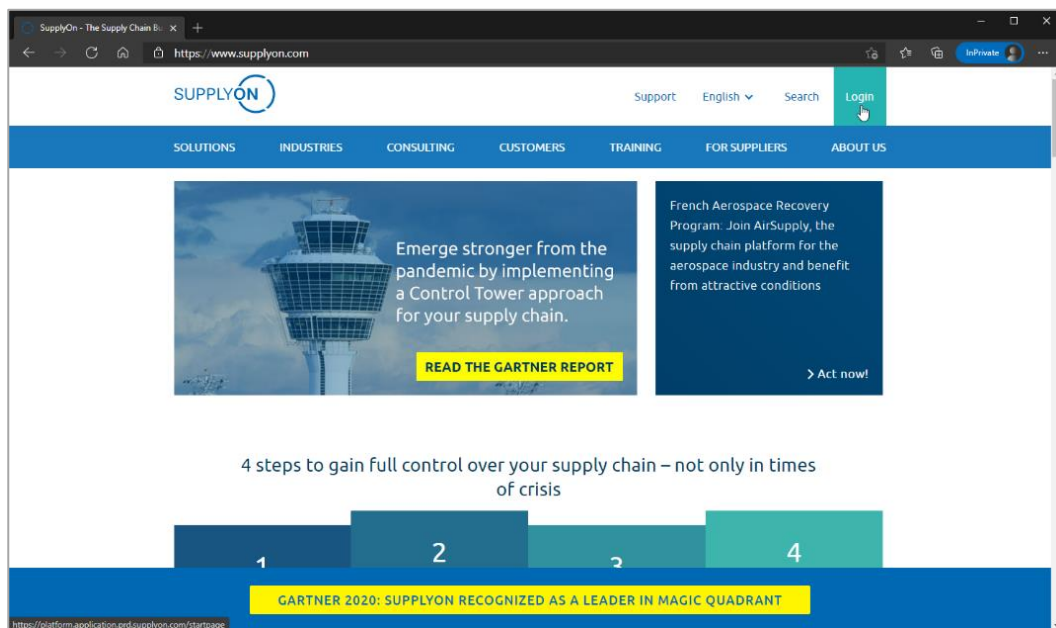 SupplyOn - The Supply Chain Bu
https://www.supplyon.com
InPrivate
SUPPLYON
Support English Search Login
SOLUTIONS INDUSTRIES CONSULTING CUSTOMERS TRAINING FOR SUPPLIERS ABOUT US
Emerge stronger from the
pandemic by implementing
a Control Tower approach
for your supply chain.
READ THE GARTNER REPORT
French Aerospace Recovery
Program: Join AirSupply, the
supply chain platform for the
aerospace industry and benefit
from attractive conditions
Act now!
4 steps to gain full control over your supply chain – not only in times
of crisis
1 2 3 4
GARTNER 2020: SUPPLYON RECOGNIZED AS A LEADER IN MAGIC QUADRANT
https://platform.application.prd.supplyon.com/startpage